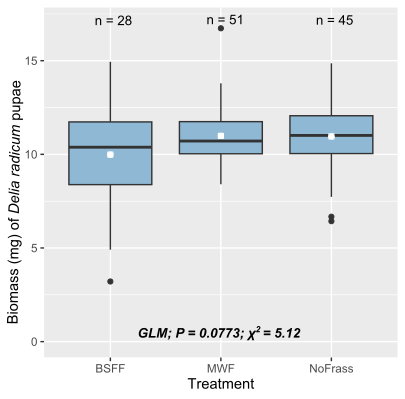 n = 28 n = 51 n = 45
15
10
5
0
Biomass (mg) of Delia radicum pupae
GLM; P = 0.0773; χ² = 5.12
BSFF MWF NoFrass
Treatment